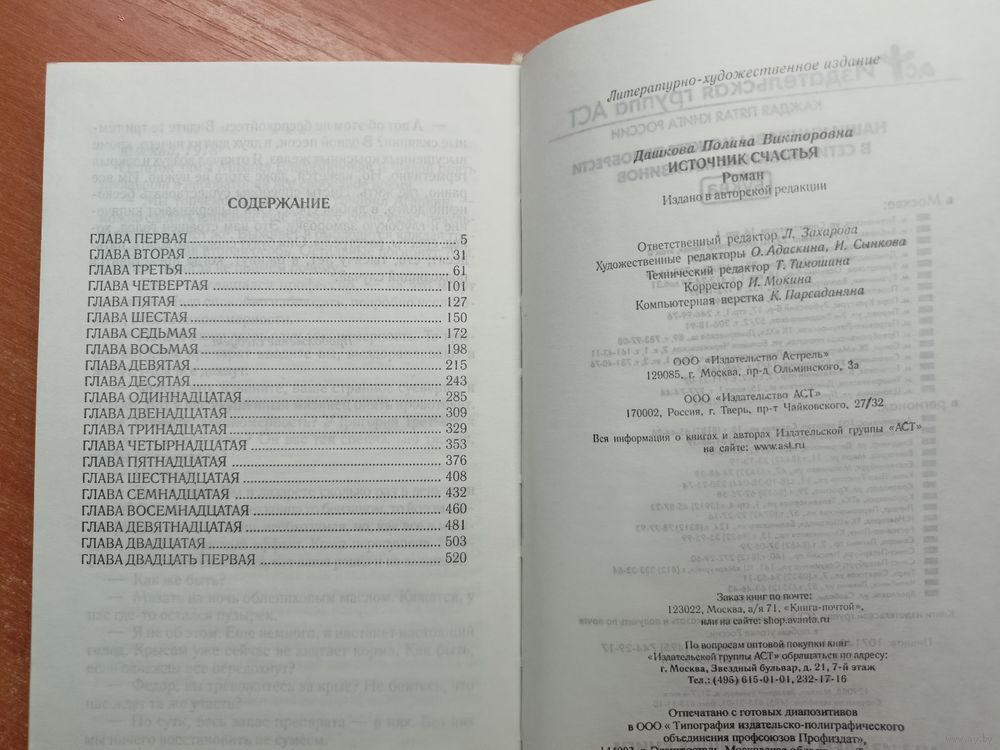 СОДЕРЖАНИЕ
ГЛАВА ПЕРВАЯ 5
ГЛАВА ВТОРАЯ 31
ГЛАВА ТРЕТЬЯ 61
ГЛАВА ЧЕТВЕРТАЯ 101
ГЛАВА ПЯТАЯ 127
ГЛАВА ШЕСТАЯ 150
ГЛАВА СЕДЬМАЯ 172
ГЛАВА ВОСЬМАЯ 198
ГЛАВА ДЕВЯТАЯ 215
ГЛАВА ДЕСЯТАЯ 243
ГЛАВА ОДИННАДЦАТАЯ 285
ГЛАВА ДВЕНАДЦАТАЯ 309
ГЛАВА ТРИНАДЦАТАЯ 329
ГЛАВА ЧЕТЫРНАДЦАТАЯ 353
ГЛАВА ПЯТНАДЦАТАЯ 376
ГЛАВА ШЕСТНАДЦАТАЯ 408
ГЛАВА СЕМНАДЦАТАЯ 432
ГЛАВА ВОСЕМНАДЦАТАЯ 460
ГЛАВА ДЕВЯТНАДЦАТАЯ 481
ГЛАВА ДВАДЦАТАЯ 503
ГЛАВА ДВАДЦАТЬ ПЕРВАЯ 520
Литературно-художественное издание
Дашкова Полина Викторовна
ИСТОЧНИК СЧАСТЬЯ
Роман
Издано в авторской редакции
Ответственный редактор Л. Захарова
Художественные редакторы О. Адаскина, И. Сынкова
Технический редактор Т. Тимошина
Корректор И. Мокина
Компьютерная верстка К. Парсаданяна
ООО «Издательство Астрель»
129085, г. Москва, пр-д Ольминского, 3а
ООО «Издательство АСТ»
170002, Россия, г. Тверь, пр-т Чайковского, 27/32
Вся информация о книгах и авторах Издательской группы «АСТ»
на сайте: www.ast.ru
Заказ книг по почте:
123022, Москва, а/я 71, «Книга-почтой»,
или на сайте: shop.avanta.ru
По вопросам оптовой покупки книг
«Издательской группы АСТ» обращаться по адресу:
г. Москва, Звездный бульвар, д. 21, 7-й этаж
Тел.: (495) 615-01-01, 232-17-16
Отпечатано с готовых диапозитивов
в ООО «Типография издательско-полиграфического
объединения профсоюзов Профиздат»,